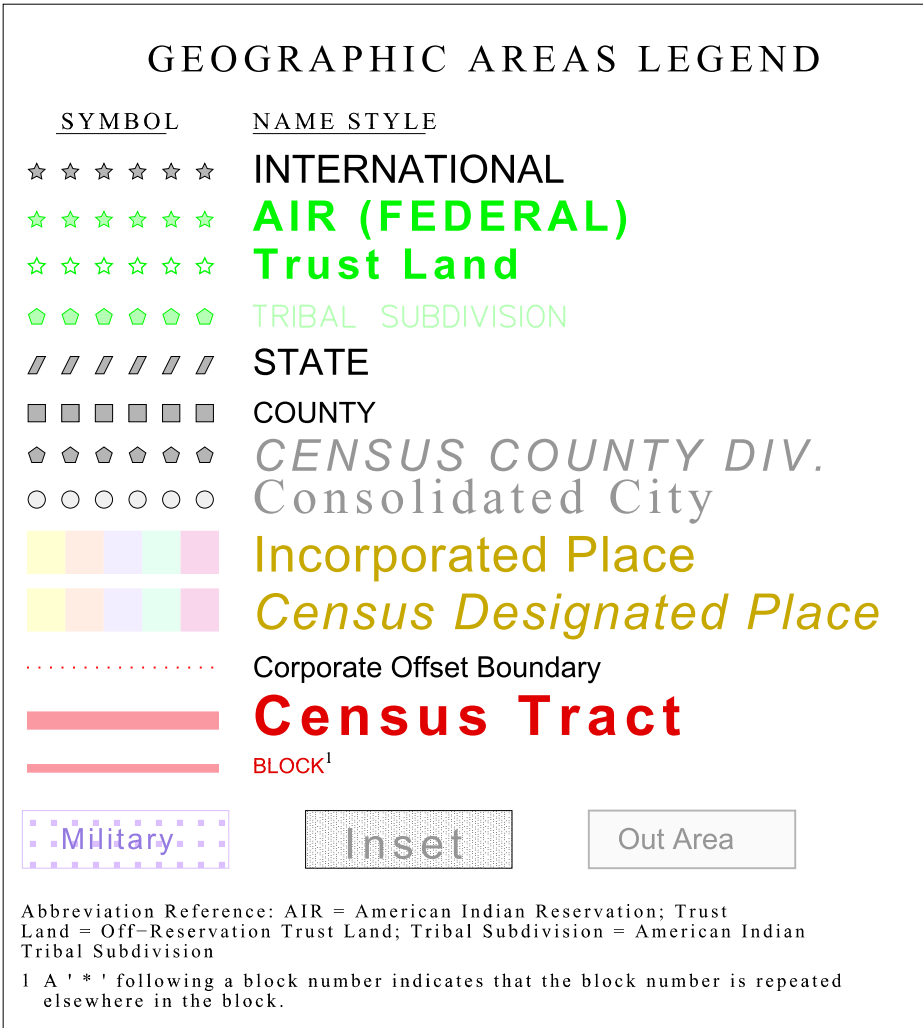 GEOGRAPHIC AREAS LEGEND
SYMBOL NAME STYLE
INTERNATIONAL
AIR (FEDERAL)
Trust Land
TRIBAL SUBDIVISION
STATE
COUNTY
CENSUS COUNTY DIV.
Consolidated City
Incorporated Place
Census Designated Place
Corporate Offset Boundary
Census Tract
BLOCK1
Military Inset Out Area
Abbreviation Reference: AIR = American Indian Reservation; Trust
Land = Off−Reservation Trust Land; Tribal Subdivision = American Indian
Tribal Subdivision
1 A ' * ' following a block number indicates that the block number is repeated
elsewhere in the block.